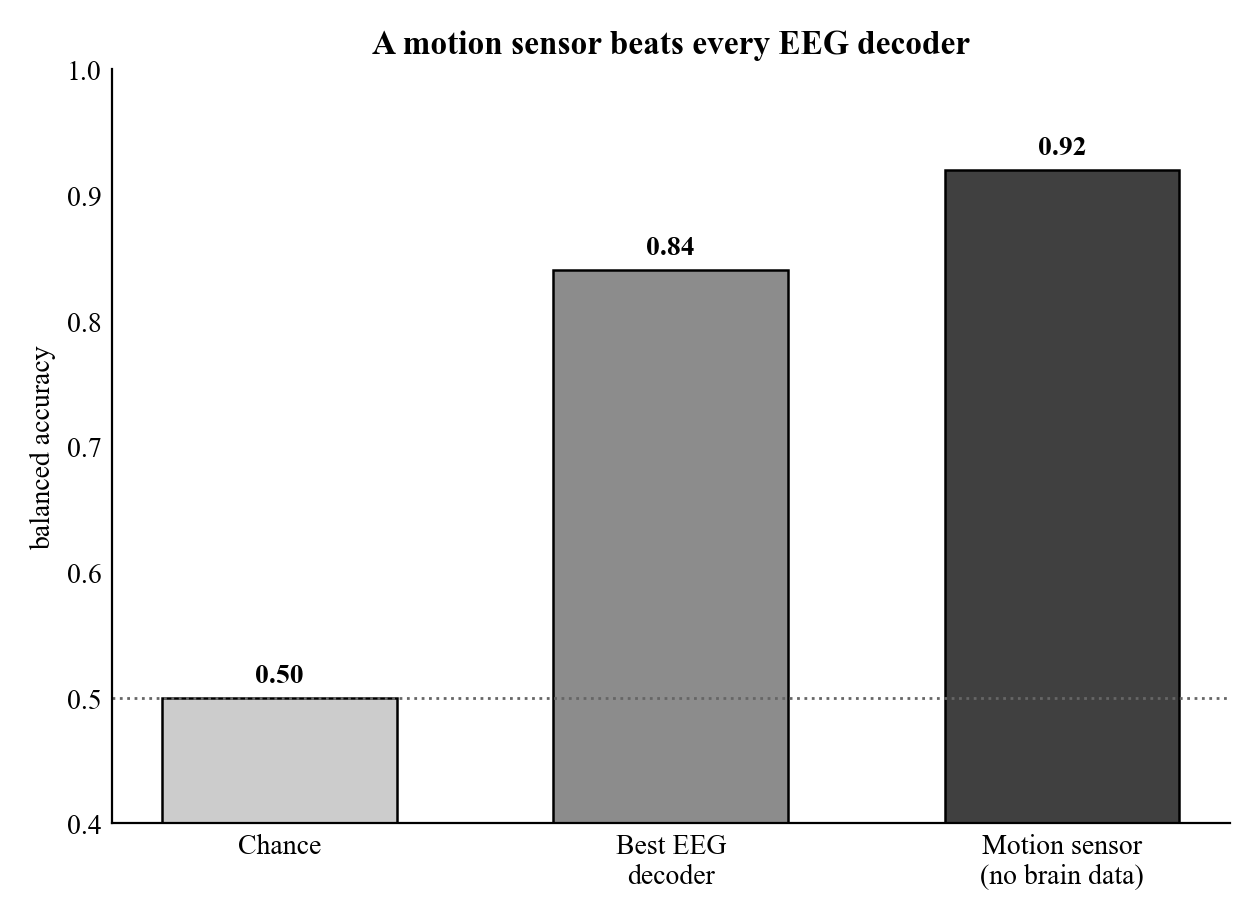 A motion sensor beats every EEG decoder
1.0
0.9
0.8
0.7
0.6
0.5
0.4
balanced accuracy
0.50
0.84
0.92
Chance
Best EEG
decoder
Motion sensor
(no brain data)